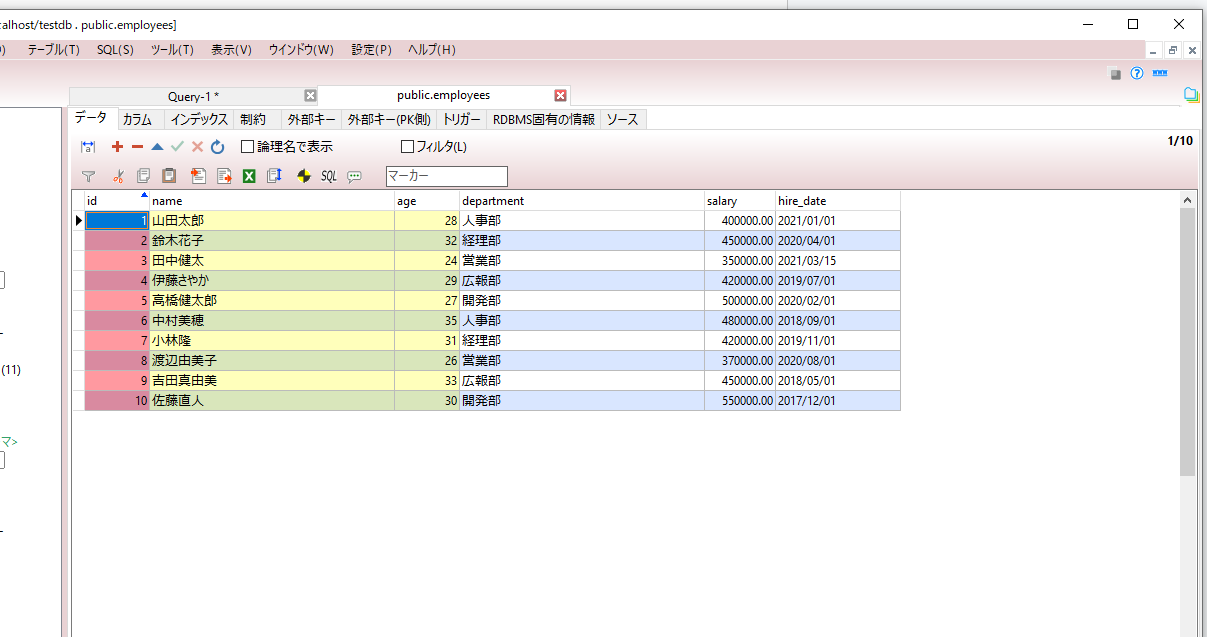 alhost/testdb . public.employees]
) テーブル(T) SQL(S) ツール(T) 表示(V) ウインドウ(W) 設定(P) ヘルプ(H)
Query-1 * public.employees
データ カラム インデックス 制約 外部キー 外部キー(PK側) トリガー RDBMS固有の情報 ソース
論理名で表示 フィルタ(L) 1/10
SQL マーカー
id name age department salary hire_date
1 山田太郎 28 人事部 400000.00 2021/01/01
2 鈴木花子 32 経理部 450000.00 2020/04/01
3 田中健太 24 営業部 350000.00 2021/03/15
4 伊藤さやか 29 広報部 420000.00 2019/07/01
5 高橋健太郎 27 開発部 500000.00 2020/02/01
6 中村美穂 35 人事部 480000.00 2018/09/01
7 小林隆 31 経理部 420000.00 2019/11/01
8 渡辺由美子 26 営業部 370000.00 2020/08/01
9 吉田真由美 33 広報部 450000.00 2018/05/01
10 佐藤直人 30 開発部 550000.00 2017/12/01
(11)
マ>